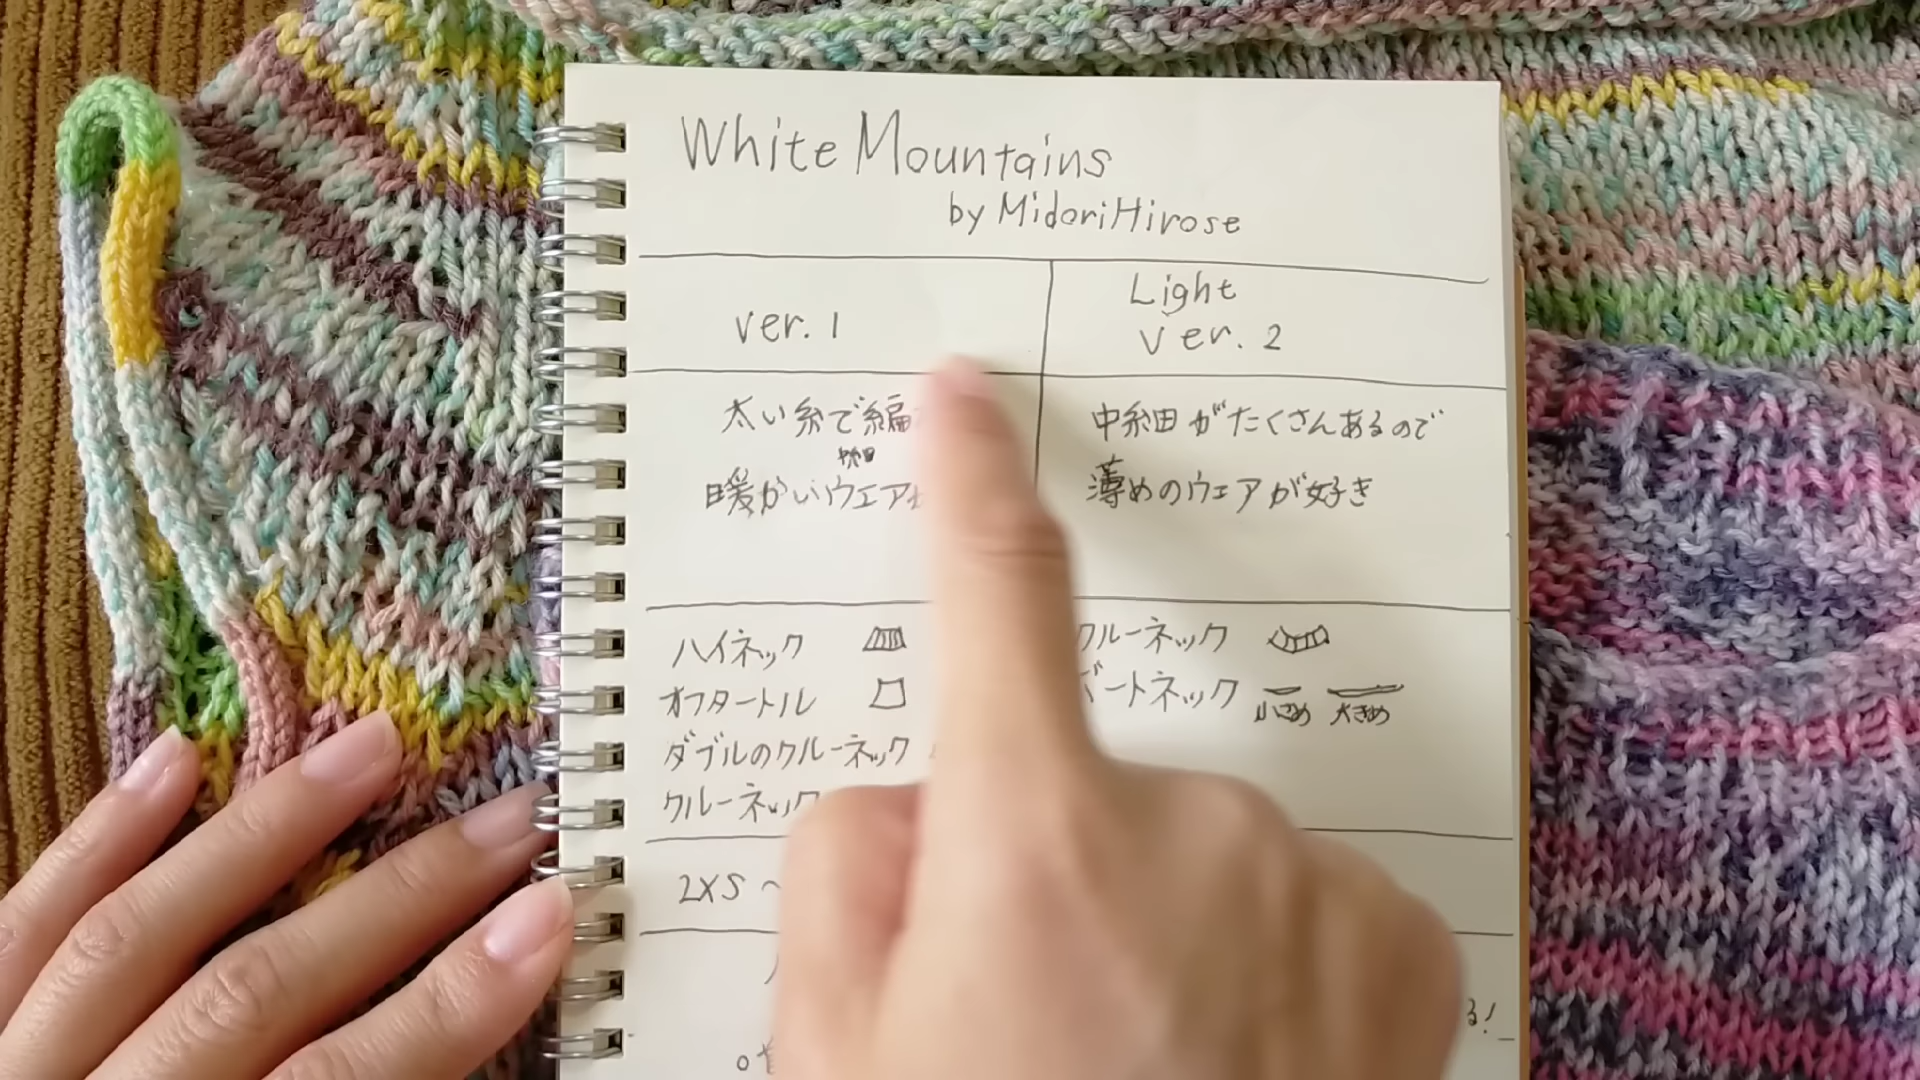 White Mountains
by Midori Hirose
ver. 1
Light
ver. 2
太い糸で編
暖かいウェア
中細がたくさんあるので
薄めのウェアが好き
ハイネック
オフタートル
ダブルのクルーネック
クルーネック
クルーネック
ボートネック 小さめ 大きめ
2XS ~
る!